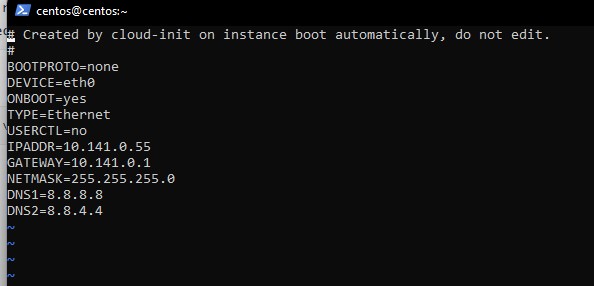 centos@centos:~
# Created by cloud-init on instance boot automatically, do not edit.
#
BOOTPROTO=none
DEVICE=eth0
ONBOOT=yes
TYPE=Ethernet
USERCTL=no
IPADDR=10.141.0.55
GATEWAY=10.141.0.1
NETMASK=255.255.255.0
DNS1=8.8.8.8
DNS2=8.8.4.4
~
~
~
~